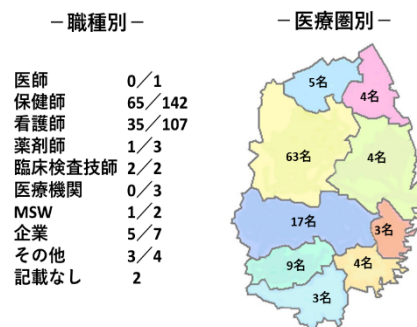 －職種別－
医師 0／1
保健師 65／142
看護師 35／107
薬剤師 1／3
臨床検査技師 2／2
医療機関 0／3
MSW 1／2
企業 5／7
その他 3／4
記載なし 2
－医療圏別－
5名
4名
63名
4名
17名
3名
9名
4名
3名